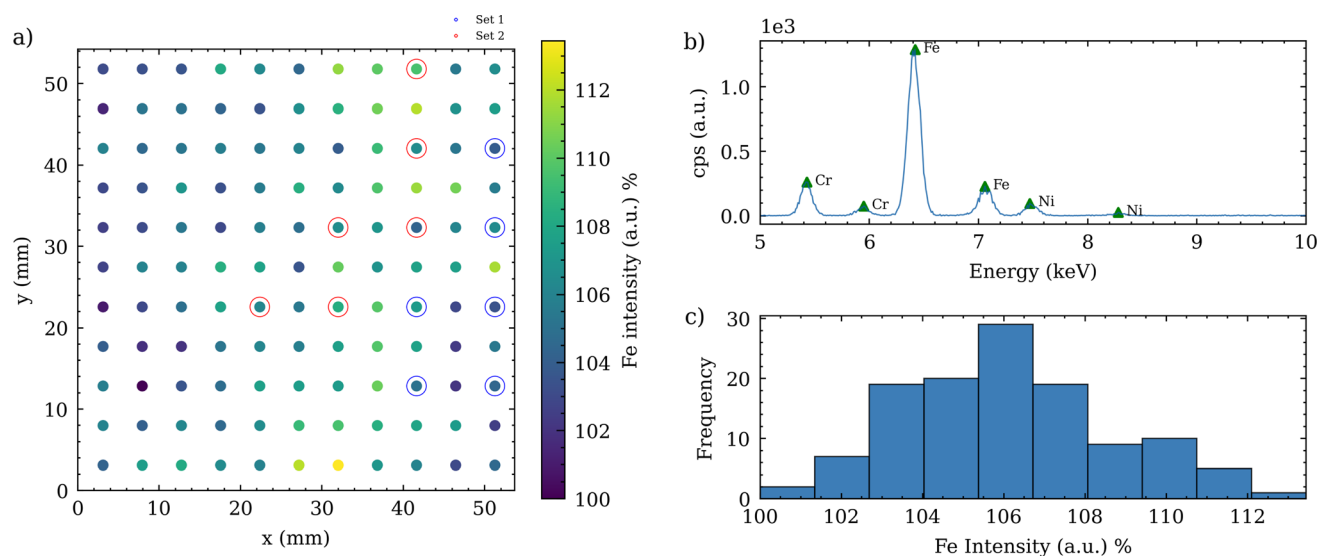 Set 1
Set 2
a)
50
40
30
20
10
0
y (mm)
0 10 20 30 40 50
x (mm)
112
110
108
106
104
102
100
Fe intensity (a.u.) %
b)
1e3
1.0
0.5
0.0
cps (a.u.)
Cr
Cr
Fe
Fe
Ni
Ni
5 6 7 8 9 10
Energy (keV)
c)
30
20
10
0
Frequency
100 102 104 106 108 110 112
Fe Intensity (a.u.) %